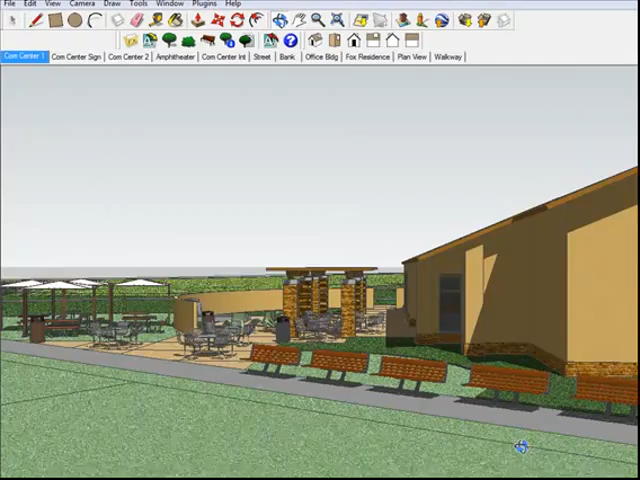 File Edit View Camera Draw Tools Window Plugins Help
Com Center 1 Com Center Sign Com Center 2 Amphitheater Com Center Int Street Bank Office Bldg Fox Residence Plan View Walkway